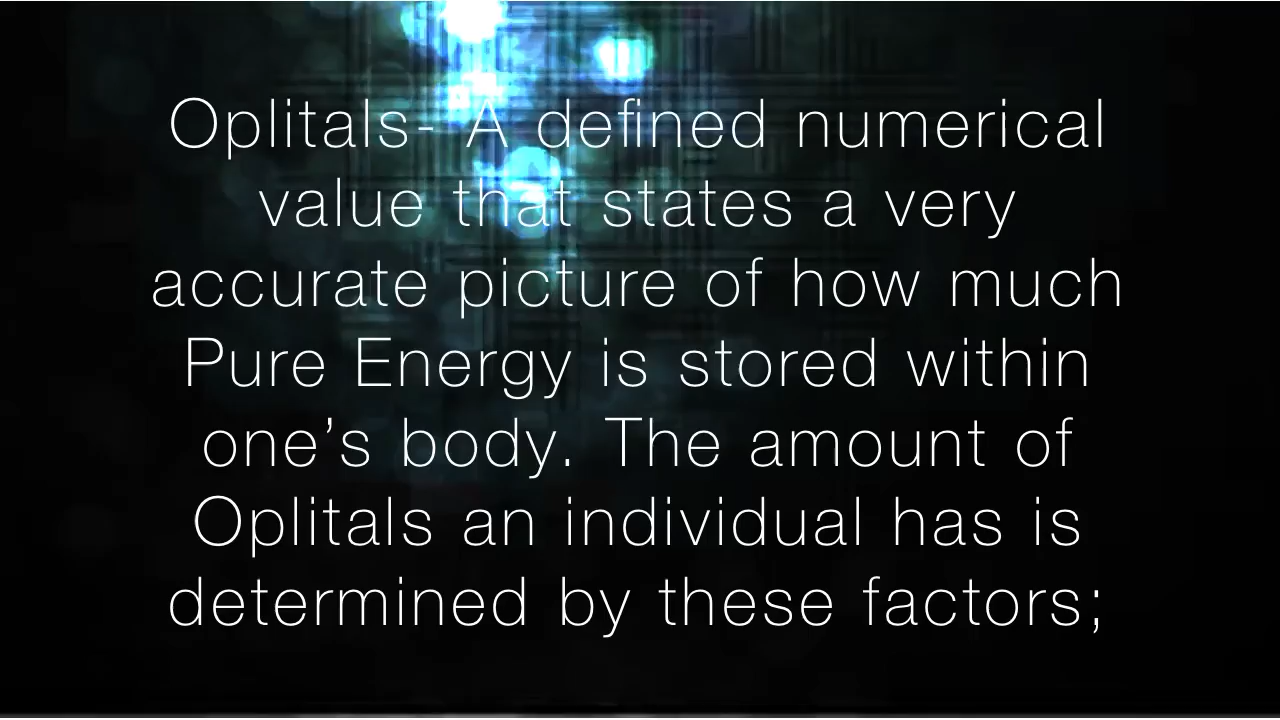 Oplitals- A defined numerical
value that states a very
accurate picture of how much
Pure Energy is stored within
one’s body. The amount of
Oplitals an individual has is
determined by these factors;